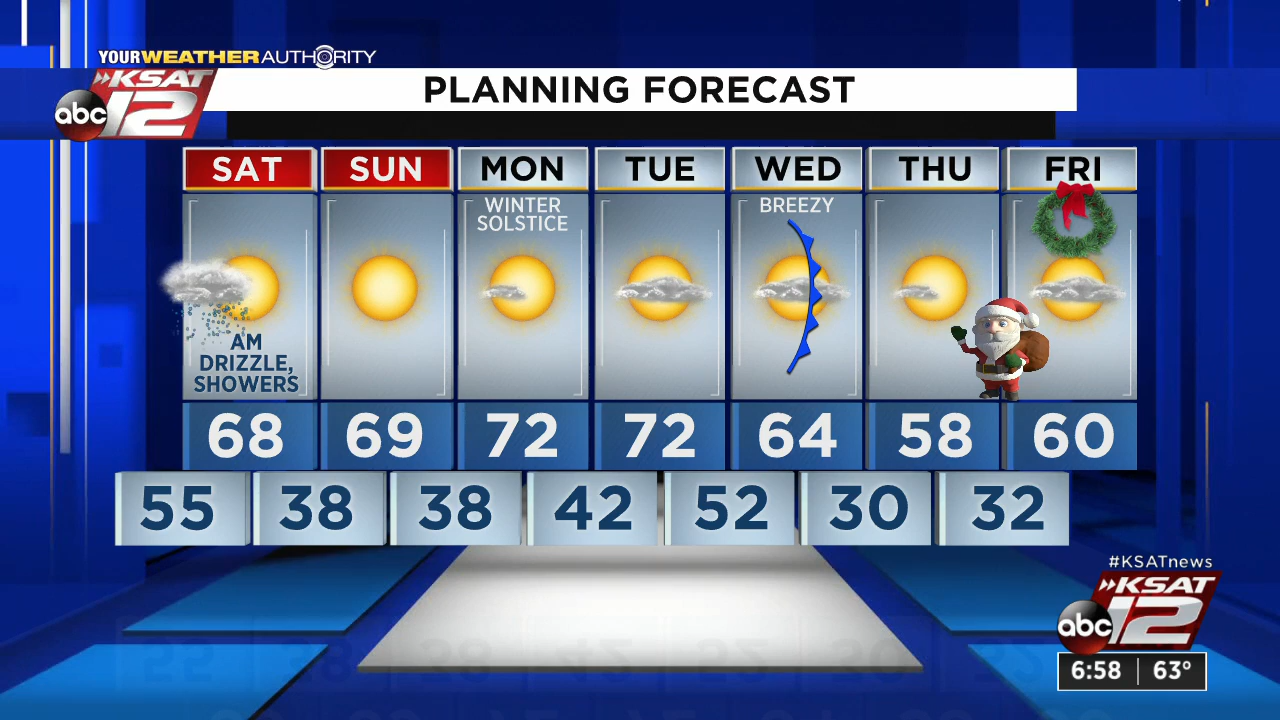 YOURWEATHERAUTHORITY
KSAT
abc 12
PLANNING FORECAST
SAT SUN MON TUE WED THU FRI
WINTER
SOLSTICE
BREEZY
AM
DRIZZLE,
SHOWERS
68 69 72 72 64 58 60
55 38 38 42 52 30 32
#KSATnews
KSAT
abc 12
6:58 63°